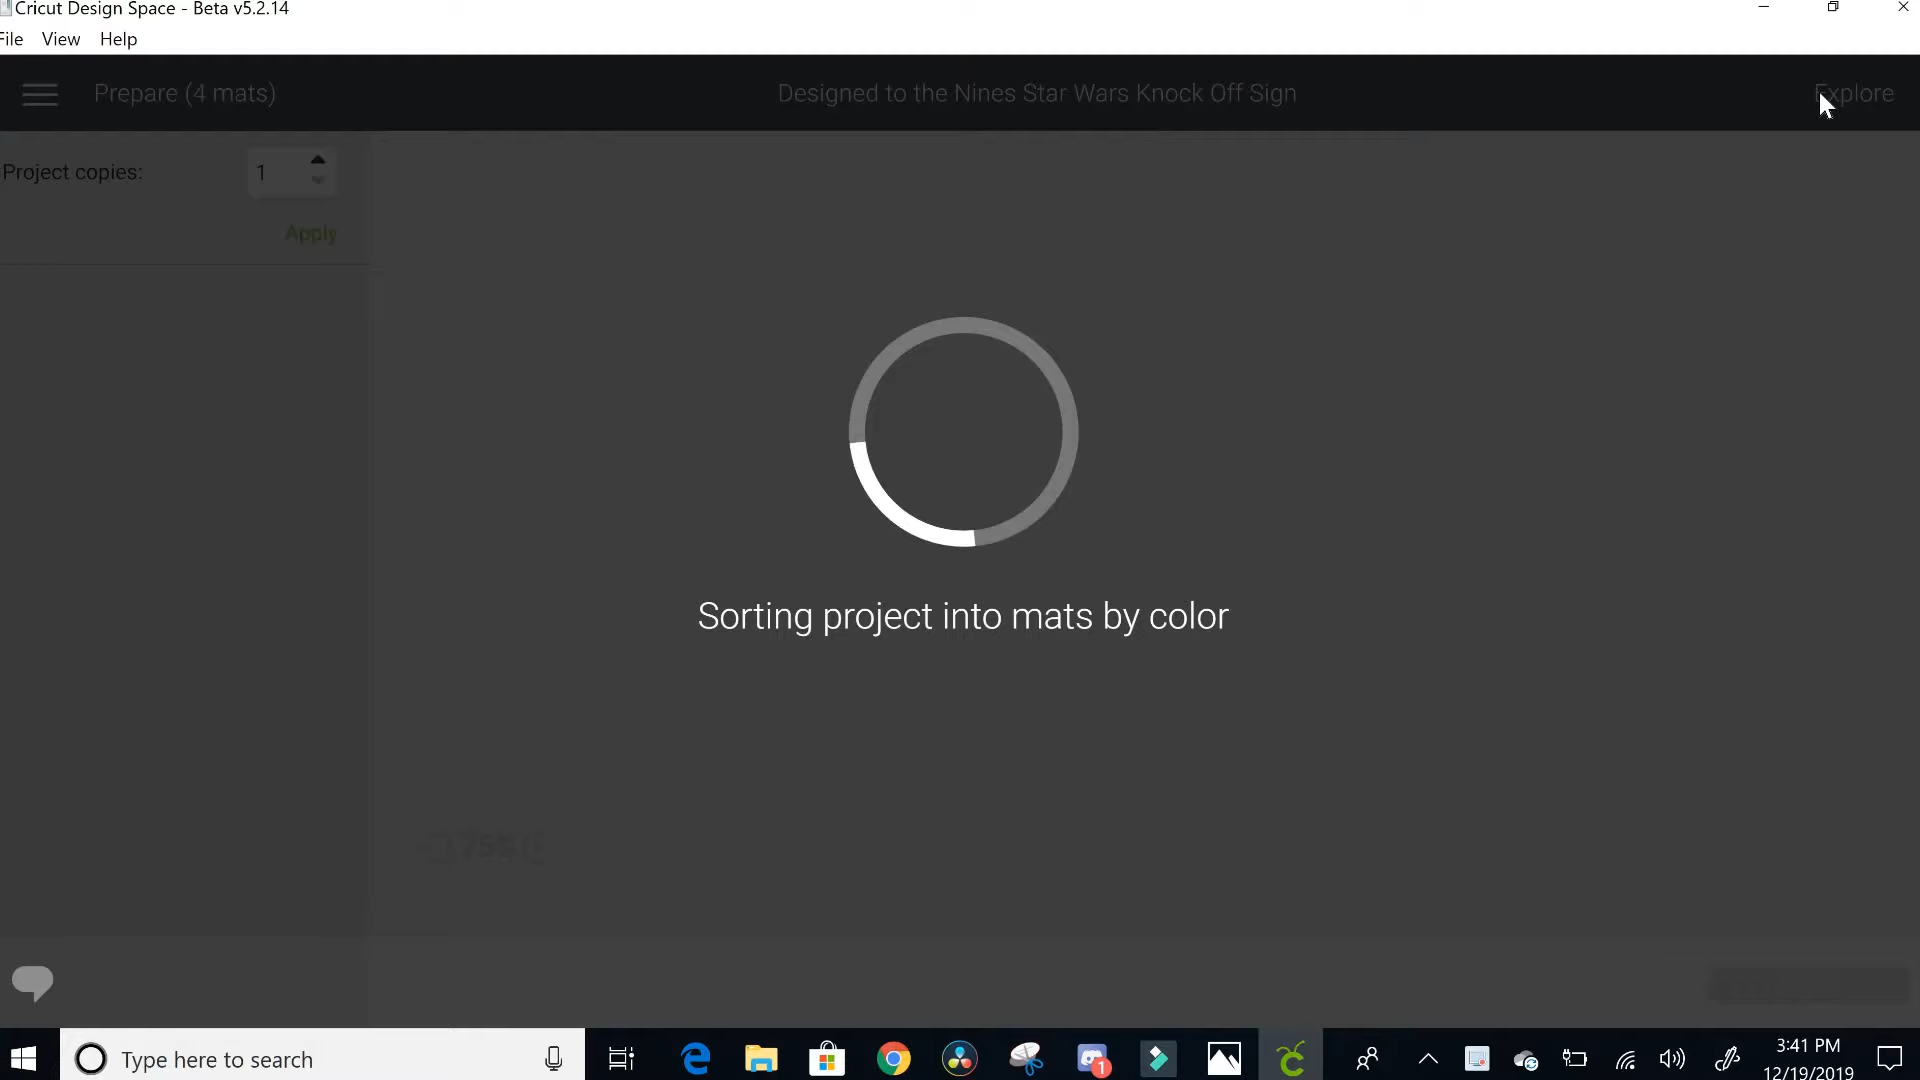 Cricut Design Space - Beta v5.2.14
File View Help
Prepare (4 mats)
Designed to the Nines Star Wars Knock Off Sign
Explore
Project copies:
1
Apply
Sorting project into mats by color
75%
Type here to search
1
3:41 PM
12/19/2019